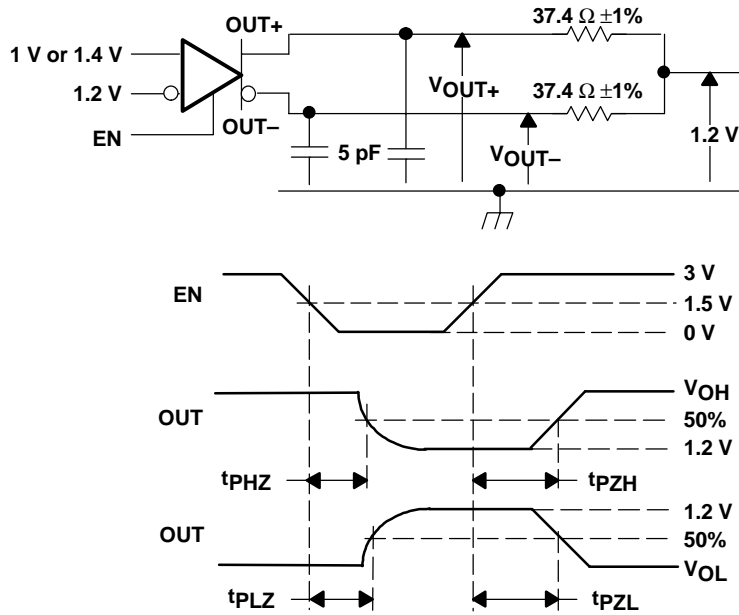 37.4 Ω ±1%
OUT+
1 V or 1.4 V
VOUT+
37.4 Ω ±1%
1.2 V
OUT–
1.2 V
EN
5 pF
VOUT–
3 V
EN
1.5 V
0 V
VOH
OUT
50%
1.2 V
tPHZ
tPZH
1.2 V
OUT
50%
VOL
tPLZ
tPZL